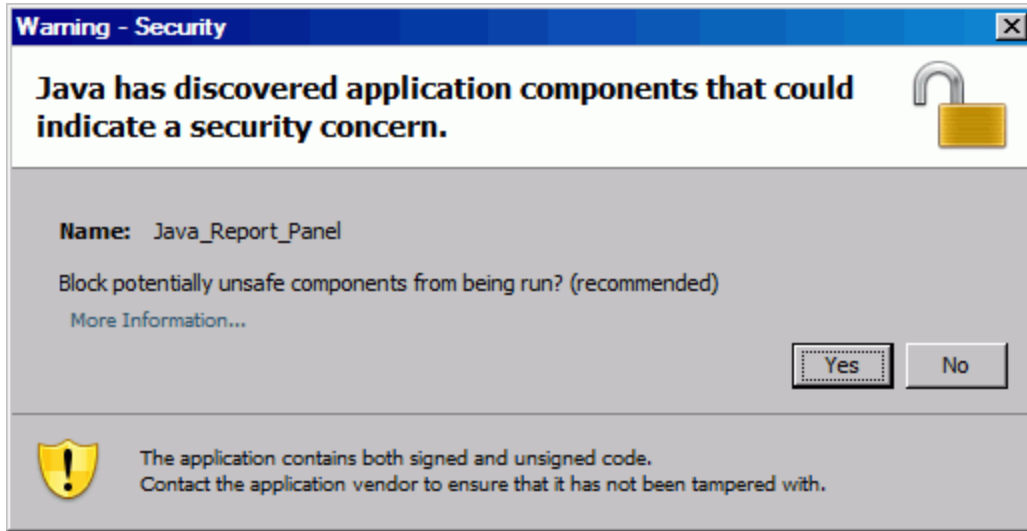 Warning - Security
Java has discovered application components that could
indicate a security concern.
Name: Java_Report_Panel
Block potentially unsafe components from being run? (recommended)
More Information...
Yes No
The application contains both signed and unsigned code.
Contact the application vendor to ensure that it has not been tampered with.